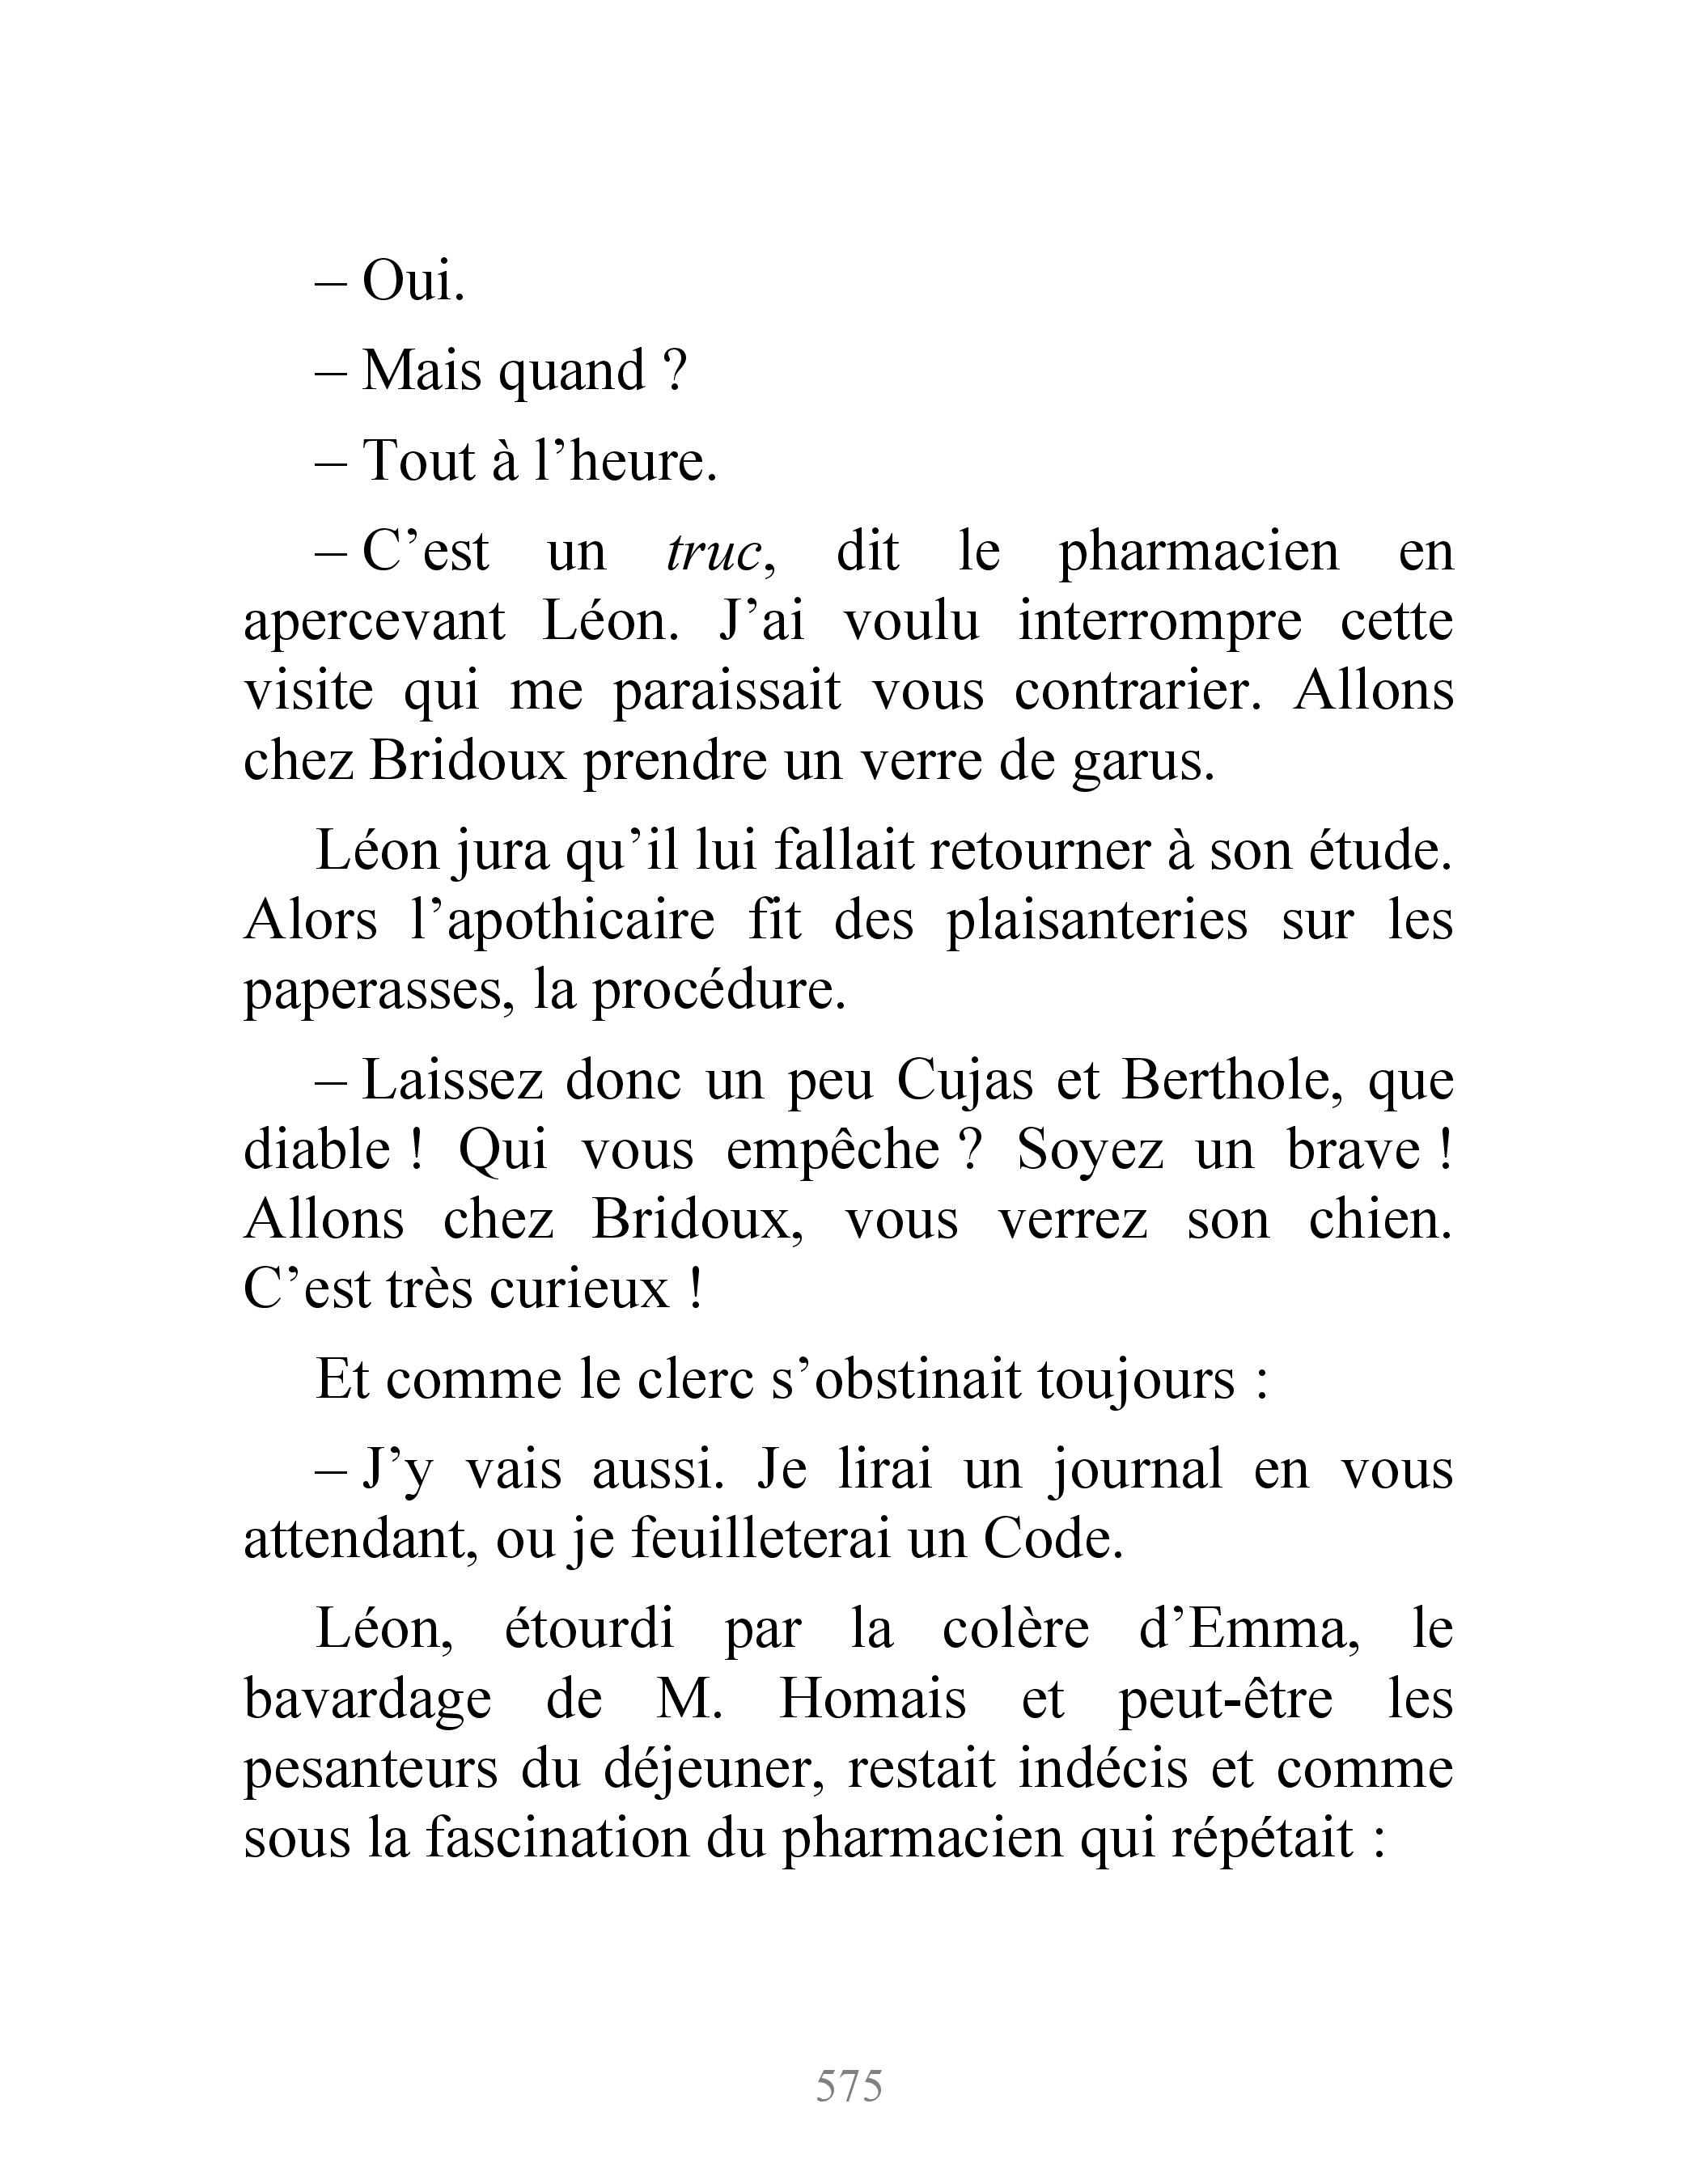 – Oui.
– Mais quand ?
– Tout à l’heure.
– C’est un truc, dit le pharmacien en
apercevant Léon. J’ai voulu interrompre cette
visite qui me paraissait vous contrarier. Allons
chez Bridoux prendre un verre de garus.
Léon jura qu’il lui fallait retourner à son étude.
Alors l’apothicaire fit des plaisanteries sur les
paperasses, la procédure.
– Laissez donc un peu Cujas et Berthole, que
diable ! Qui vous empêche ? Soyez un brave !
Allons chez Bridoux, vous verrez son chien.
C’est très curieux !
Et comme le clerc s’obstinait toujours :
– J’y vais aussi. Je lirai un journal en vous
attendant, ou je feuilleterai un Code.
Léon, étourdi par la colère d’Emma, le
bavardage de M. Homais et peut-être les
pesanteurs du déjeuner, restait indécis et comme
sous la fascination du pharmacien qui répétait :
575